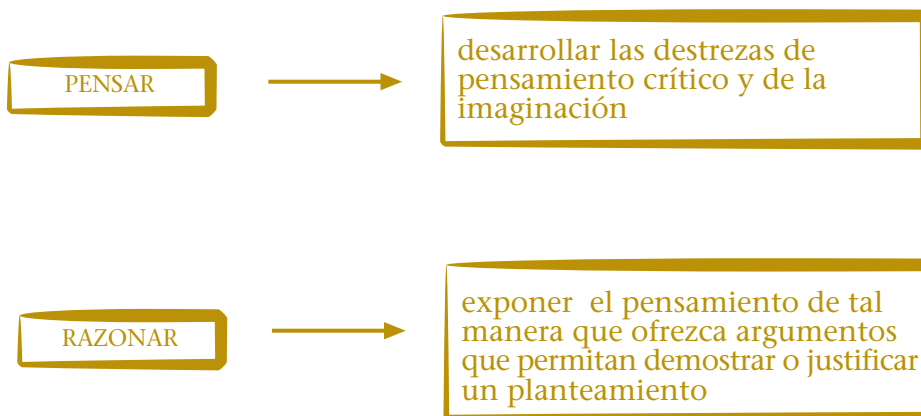 PENSAR
desarrollar las destrezas de
pensamiento crítico y de la
imaginación
RAZONAR
exponer el pensamiento de tal
manera que ofrezca argumentos
que permitan demostrar o justificar
un planteamiento